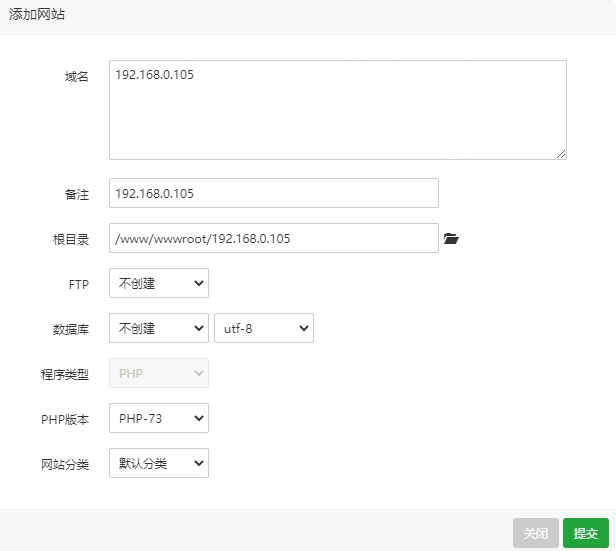 添加网站
域名 192.168.0.105
备注 192.168.0.105
根目录 /www/wwwroot/192.168.0.105
FTP 不创建
数据库 不创建 utf-8
程序类型 PHP
PHP版本 PHP-73
网站分类 默认分类
关闭 提交